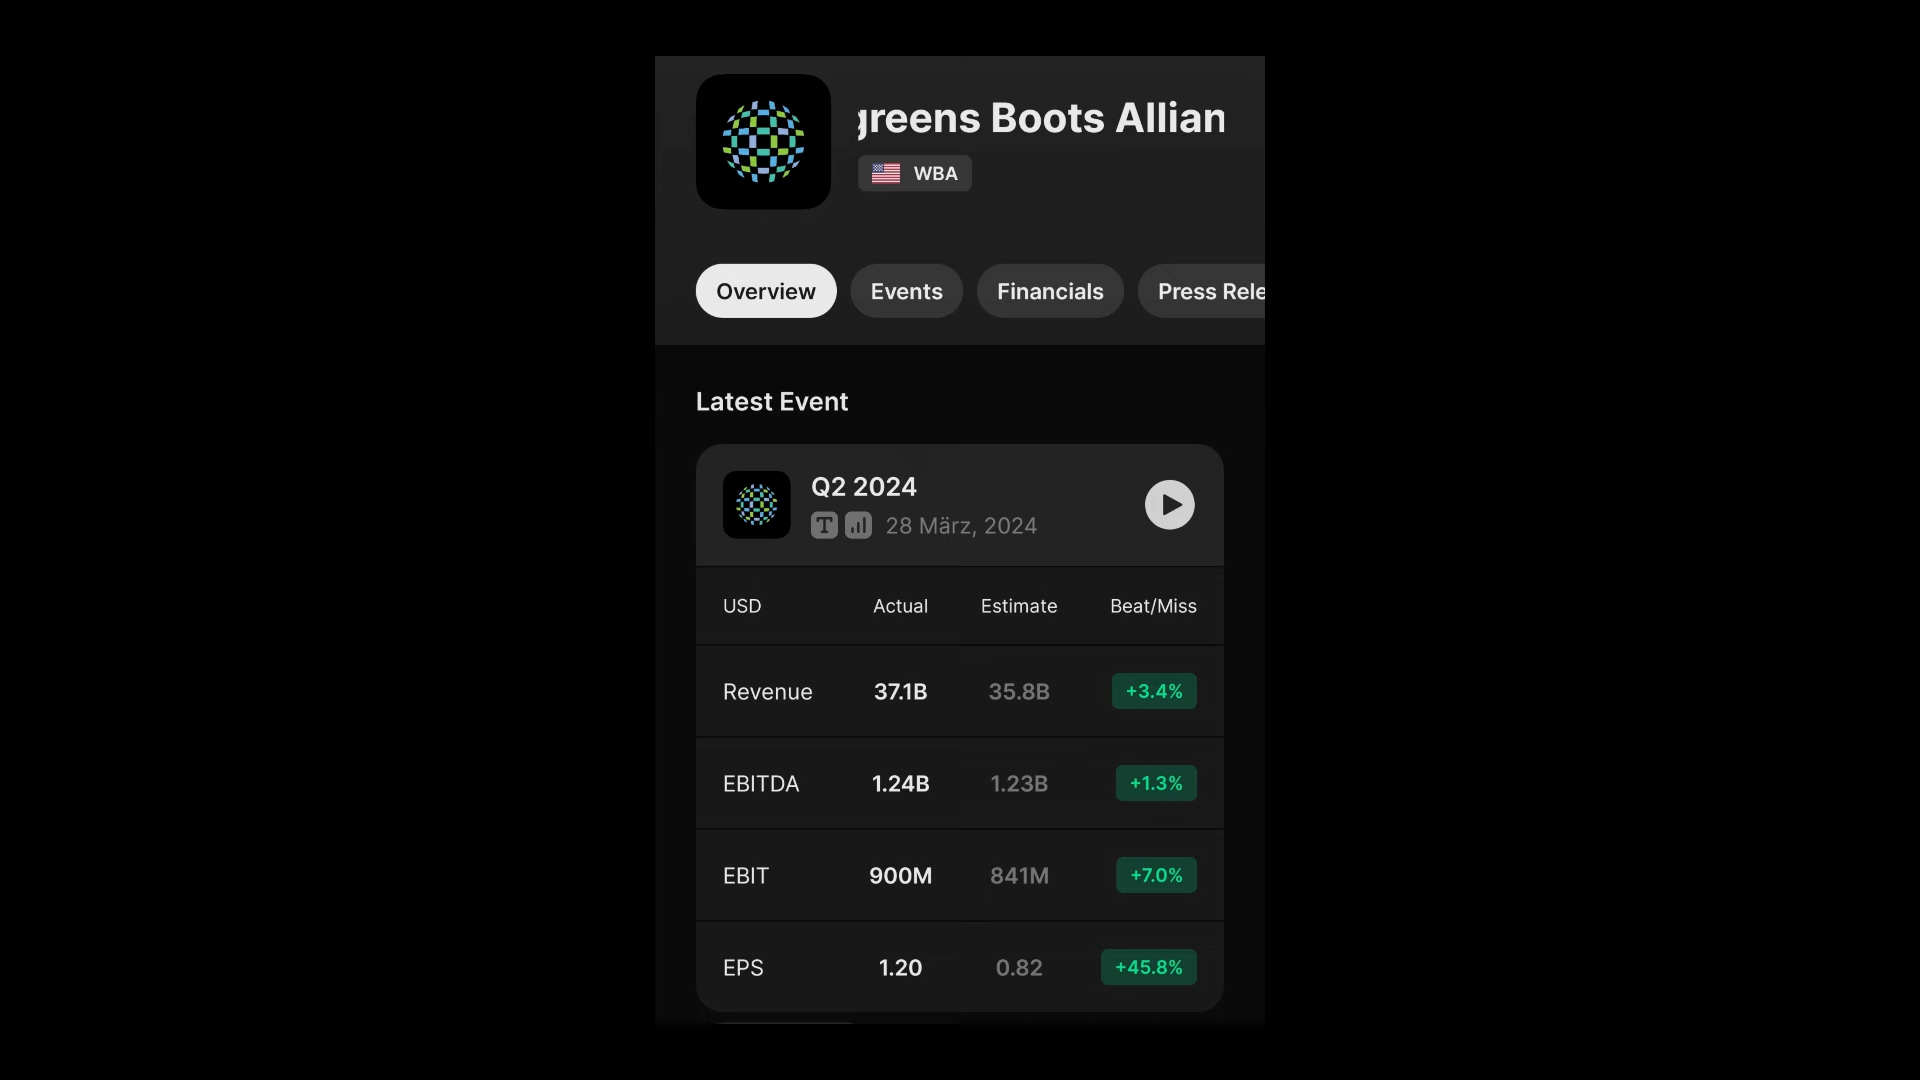 greens Boots Allian
WBA
Overview Events Financials Press Rele
Latest Event
Q2 2024
T 28 März, 2024
USD Actual Estimate Beat/Miss
Revenue 37.1B 35.8B +3.4%
EBITDA 1.24B 1.23B +1.3%
EBIT 900M 841M +7.0%
EPS 1.20 0.82 +45.8%